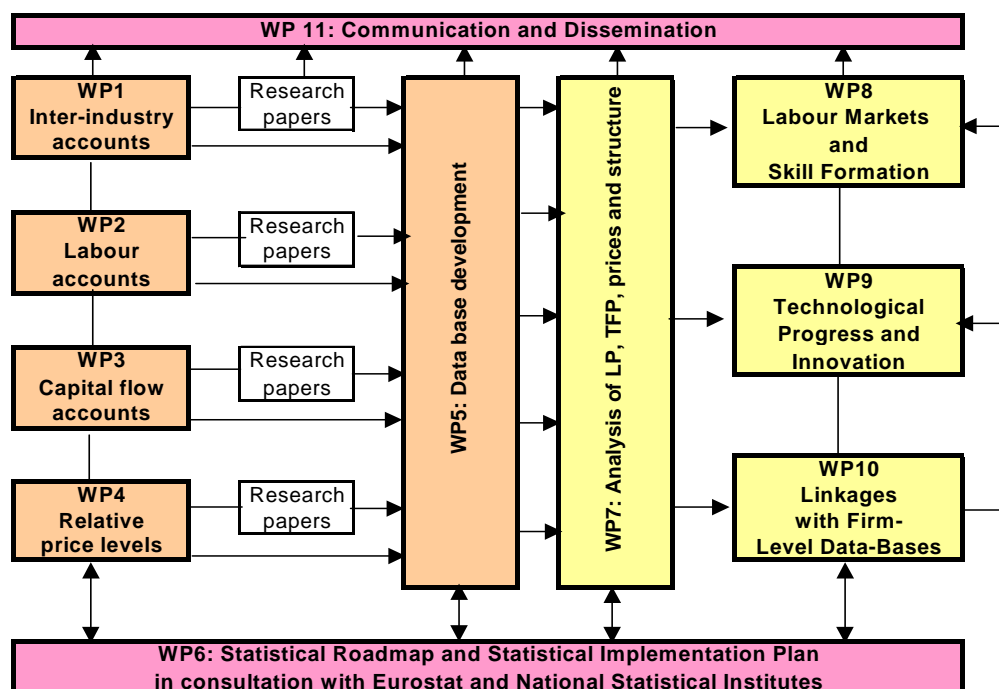 WP 11: Communication and Dissemination
WP1
Inter-industry
accounts
Research
papers
WP2
Labour
accounts
Research
papers
WP3
Capital flow
accounts
Research
papers
WP4
Relative
price levels
Research
papers
WP5: Data base development
WP7: Analysis of LP, TFP, prices and structure
WP8
Labour Markets
and
Skill Formation
WP9
Technological
Progress and
Innovation
WP10
Linkages
with Firm-
Level Data-Bases
WP6: Statistical Roadmap and Statistical Implementation Plan
in consultation with Eurostat and National Statistical Institutes